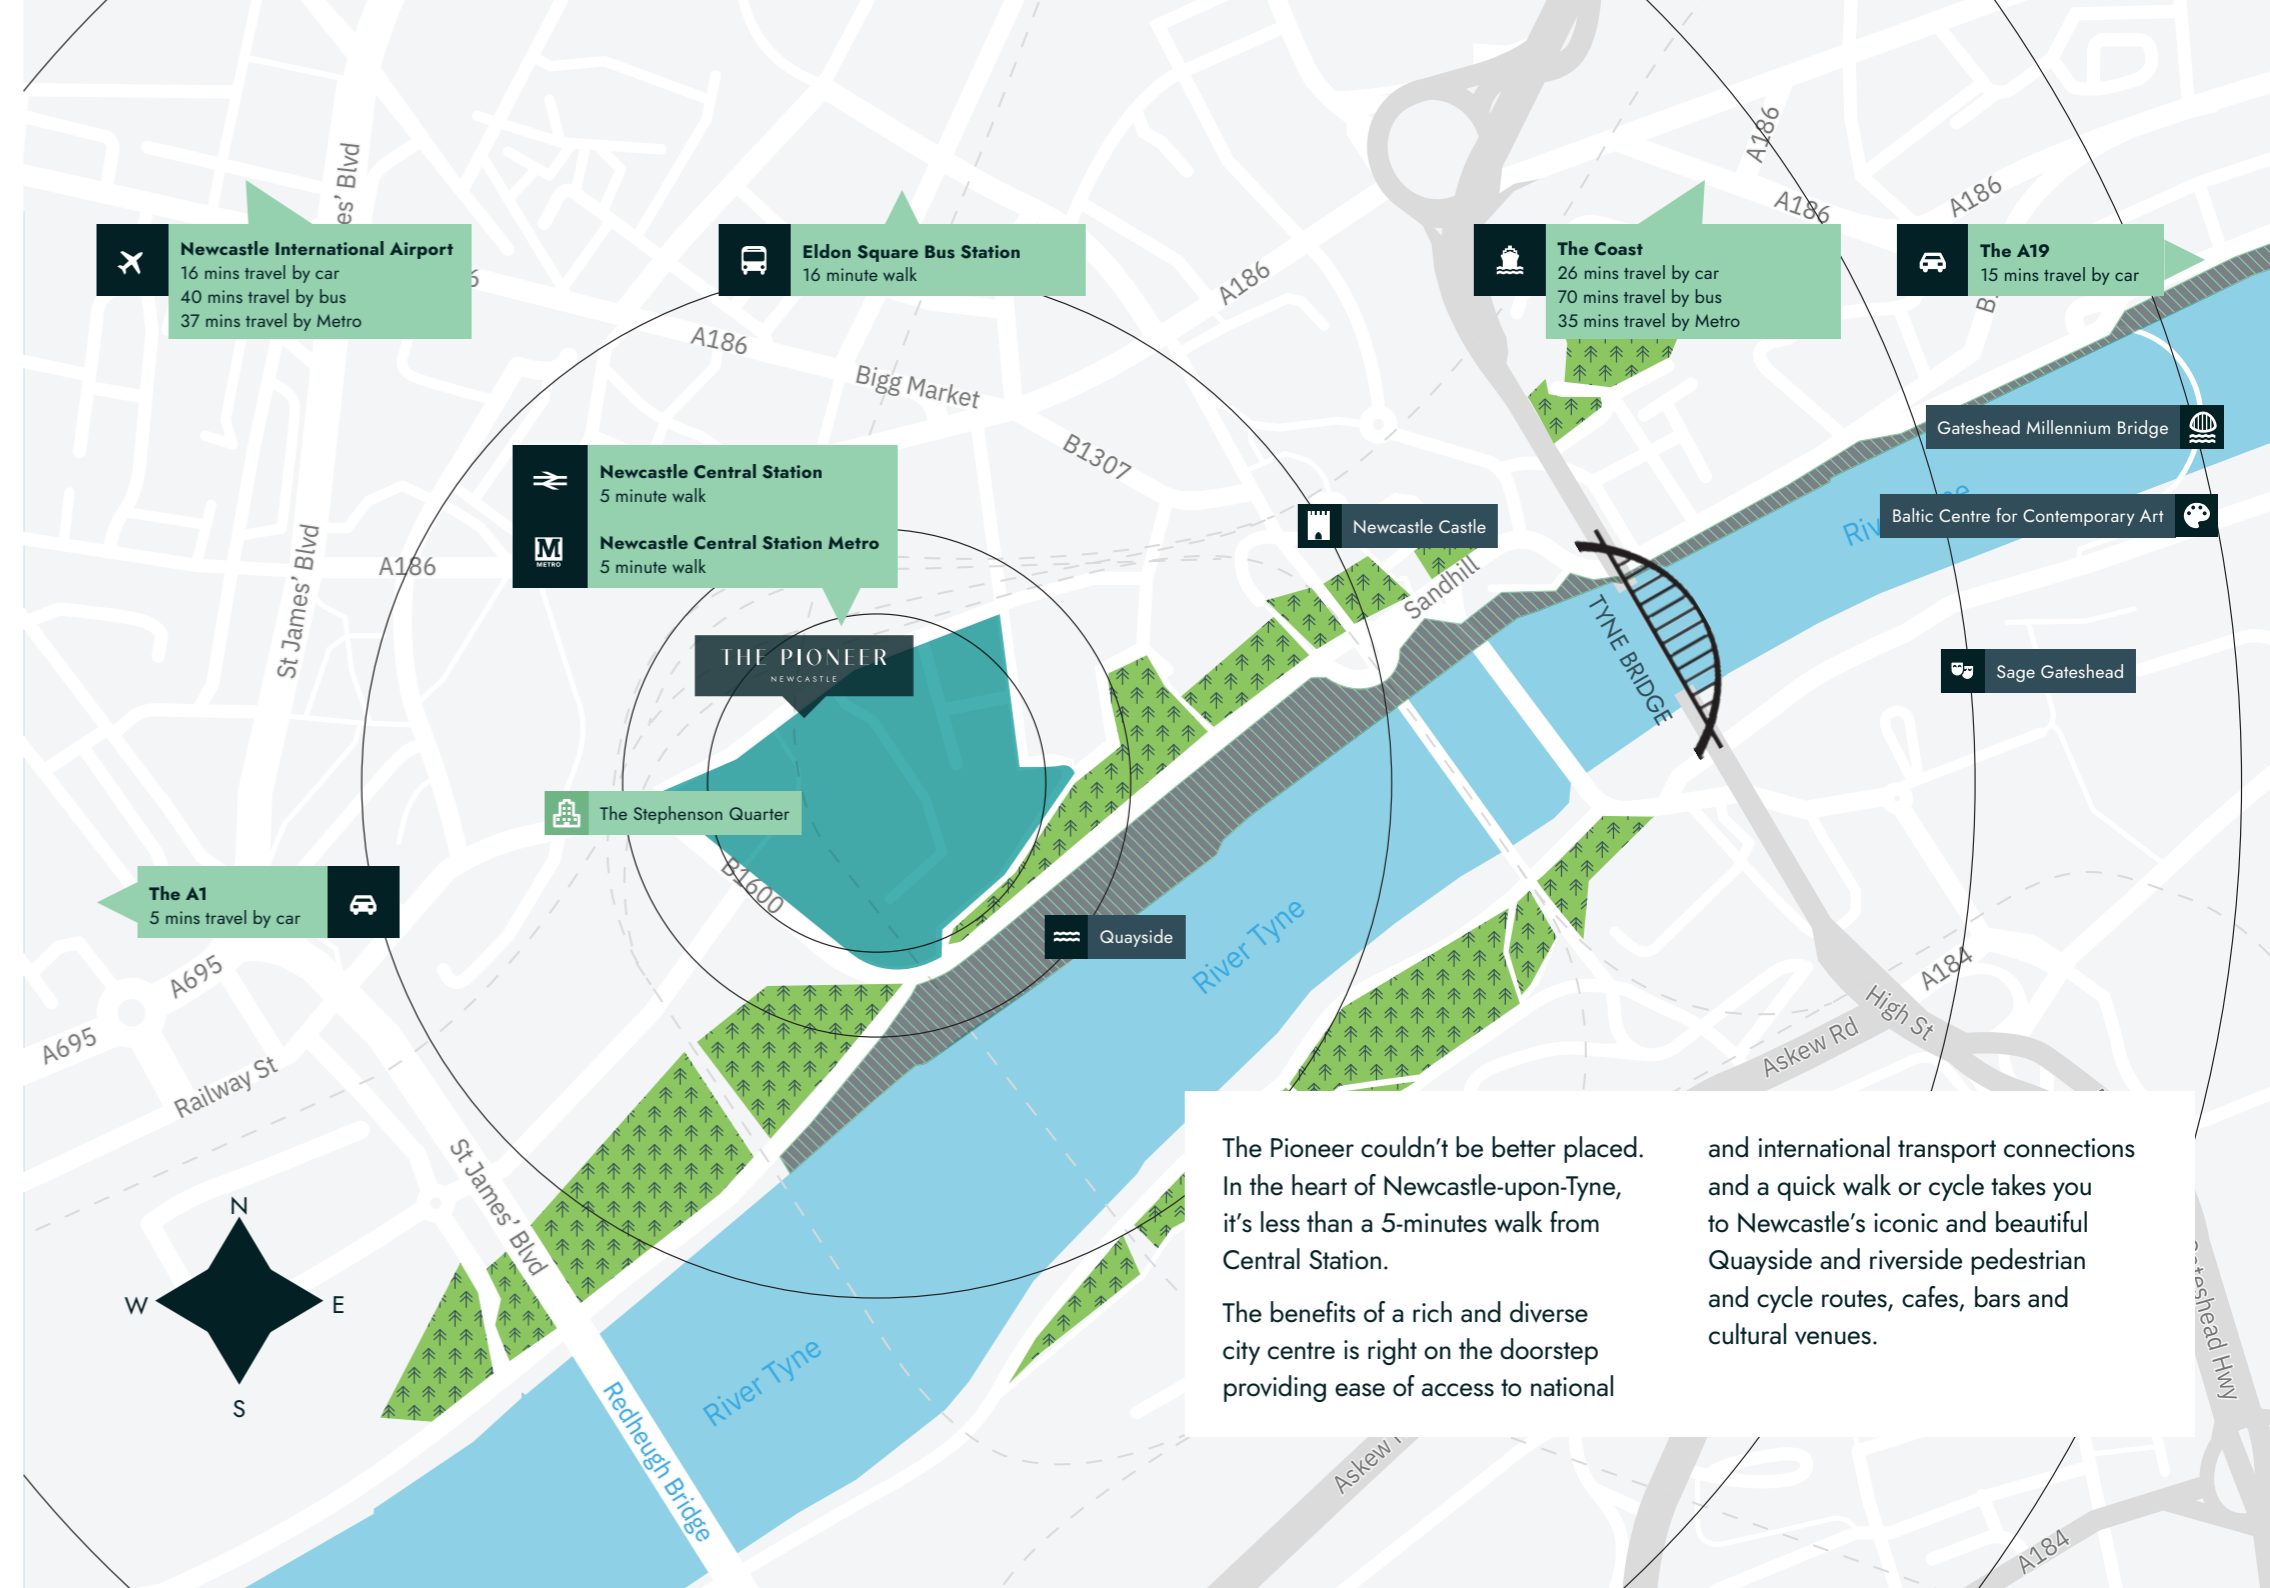 A186
es' Blvd
A186
A186
Newcastle International Airport
16 mins travel by car
40 mins travel by bus
37 mins travel by Metro
Eldon Square Bus Station
16 minute walk
The Coast
26 mins travel by car
70 mins travel by bus
35 mins travel by Metro
The A19
15 mins travel by car
6
A186
B
A186
Bigg Market
Gateshead Millennium Bridge
B1307
Newcastle Central Station
5 minute walk
METRO
Newcastle Central Station Metro
5 minute walk
Newcastle Castle
River Tyne
Baltic Centre for Contemporary Art
A186
St James' Blvd
Sandhill
THE PIONEER
NEWCASTLE
TYNE BRIDGE
Sage Gateshead
The Stephenson Quarter
B1600
The A1
5 mins travel by car
Quayside
River Tyne
A695
A184
High St
A695
Askew Rd
Railway St
St James' Blvd
The Pioneer couldn't be better placed.
In the heart of Newcastle-upon-Tyne,
it's less than a 5-minutes walk from
Central Station.
The benefits of a rich and diverse
city centre is right on the doorstep
providing ease of access to national
and international transport connections
and a quick walk or cycle takes you
to Newcastle's iconic and beautiful
Quayside and riverside pedestrian
and cycle routes, cafes, bars and
cultural venues.
N
W
E
S
River Tyne
Redheugh Bridge
Gateshead Hwy
Askew
A184